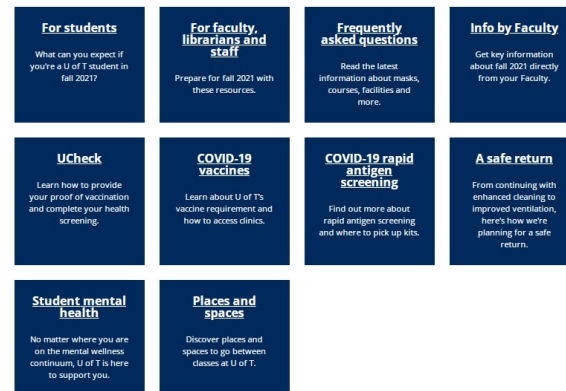 For students
What can you expect if
you're a U of T student in
fall 2021?
For faculty,
librarians and
staff
Prepare for fall 2021 with
these resources.
Frequently
asked questions
Read the latest
information about masks,
courses, facilities and
more.
Info by Faculty
Get key information
about fall 2021 directly
from your Faculty.
UCheck
Learn how to provide
your proof of vaccination
and complete your health
screening.
COVID-19
vaccines
Learn about U of T's
vaccine requirement and
how to access clinics.
COVID-19 rapid
antigen
screening
Find out more about
rapid antigen screening
and where to pick up kits.
A safe return
From continuing with
enhanced cleaning to
improved ventilation,
here's how we're
planning for a safe
return.
Student mental
health
No matter where you are
on the mental wellness
continuum, U of T is here
to support you.
Places and
spaces
Discover places and
spaces to go between
classes at U of T.